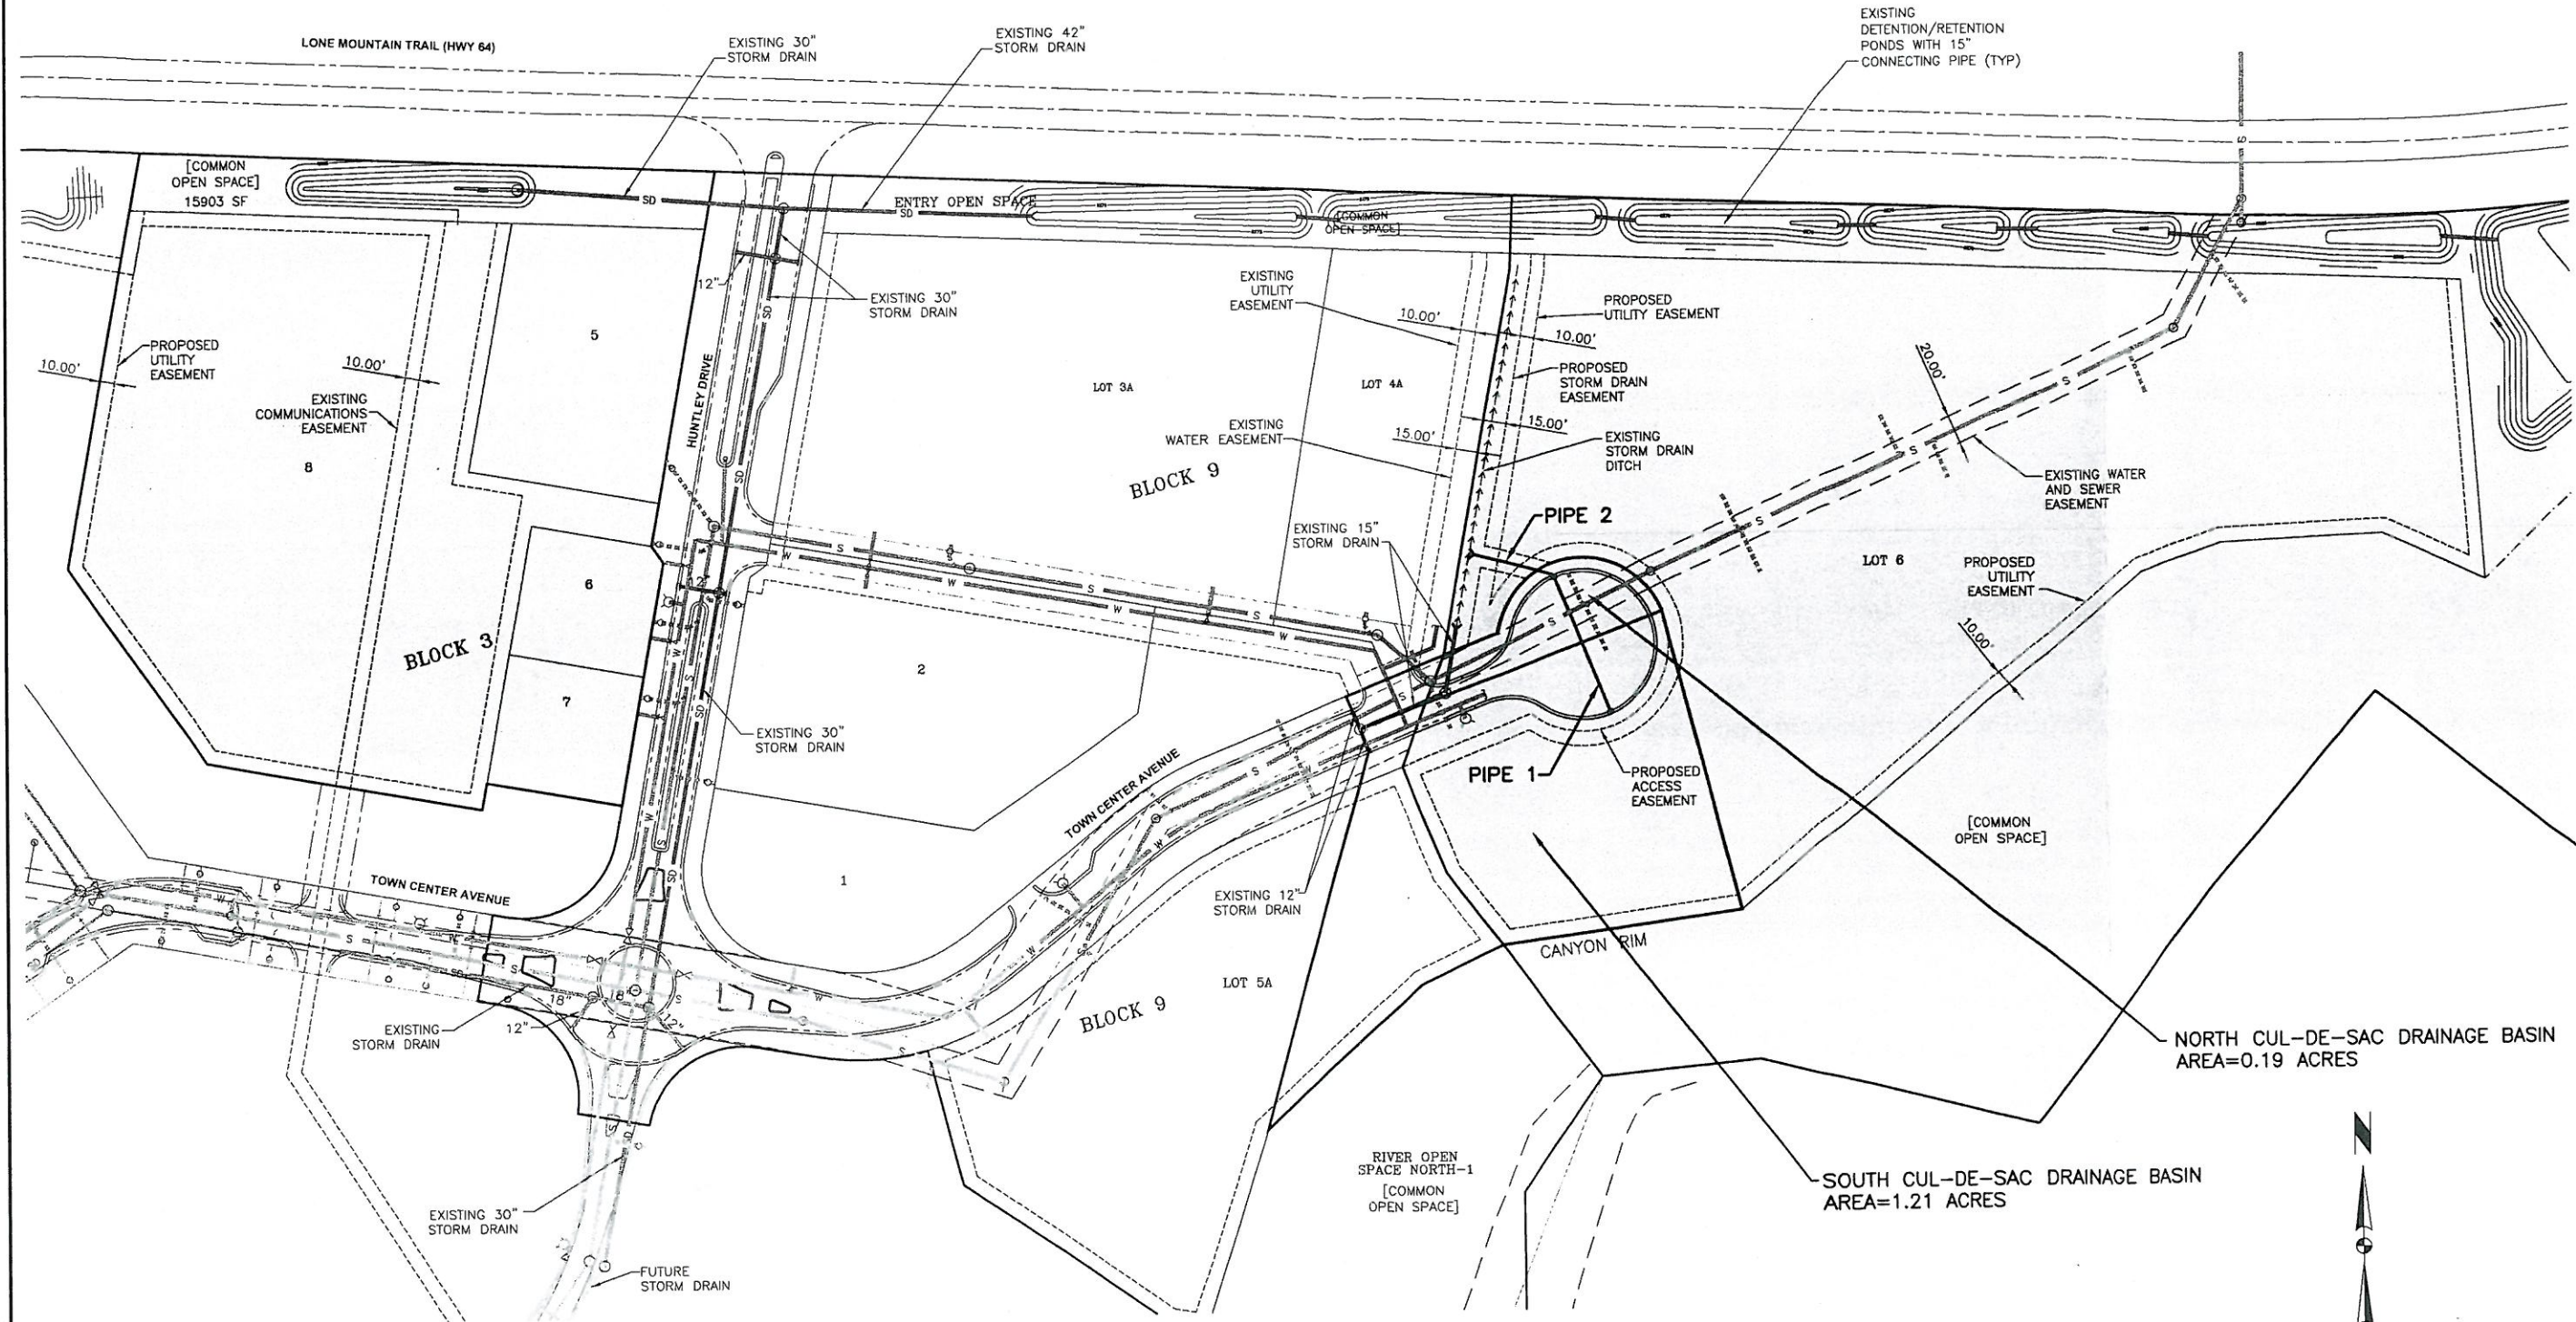 LONE MOUNTAIN TRAIL (HWY 64)
EXISTING 30"
STORM DRAIN
EXISTING 42"
STORM DRAIN
EXISTING
DETENTION/RETENTION
PONDS WITH 15"
CONNECTING PIPE (TYP)
[COMMON
OPEN SPACE]
15903 SF
SD
ENTRY OPEN SPACE
SD
[COMMON
OPEN SPACE]
S
12"
EXISTING 30"
STORM DRAIN
SD
EXISTING
UTILITY
EASEMENT
10.00'
PROPOSED
UTILITY EASEMENT
10.00'
PROPOSED
UTILITY
EASEMENT
10.00'
10.00'
5
HUNTLEY DRIVE
LOT 3A
LOT 4A
PROPOSED
STORM DRAIN
EASEMENT
20.00'
S
EXISTING
COMMUNICATIONS
EASEMENT
8
SD
EXISTING
WATER EASEMENT
15.00'
15.00'
EXISTING
STORM DRAIN
DITCH
S
EXISTING WATER
AND SEWER
EASEMENT
BLOCK 9
EXISTING 15"
STORM DRAIN
PIPE 2
S
S
W
S
W
S
W
S
W
S
LOT 6
PROPOSED
UTILITY
EASEMENT
10.00'
6
BLOCK 3
7
2
W
S
SD
EXISTING 30"
STORM DRAIN
S
S
W
TOWN CENTER AVENUE
PIPE 1
PROPOSED
ACCESS
EASEMENT
[COMMON
OPEN SPACE]
W
S
W
SD
1
TOWN CENTER AVENUE
EXISTING 12"
STORM DRAIN
CANYON RIM
W
S
W
S
W
S
SD
S
18"
18"
S
W
12"
12"
EXISTING
STORM DRAIN
LOT 5A
BLOCK 9
S
NORTH CUL-DE-SAC DRAINAGE BASIN
AREA=0.19 ACRES
N
RIVER OPEN
SPACE NORTH-1
[COMMON
OPEN SPACE]
SOUTH CUL-DE-SAC DRAINAGE BASIN
AREA=1.21 ACRES
S
SD
EXISTING 30"
STORM DRAIN
FUTURE
STORM DRAIN